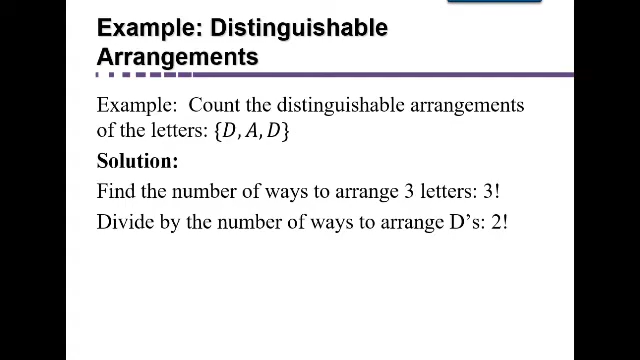 Example: Distinguishable
Arrangements
Example:  Count the distinguishable arrangements
of the letters: {D, A, D}
Solution:
Find the number of ways to arrange 3 letters: 3!
Divide by the number of ways to arrange D’s: 2!